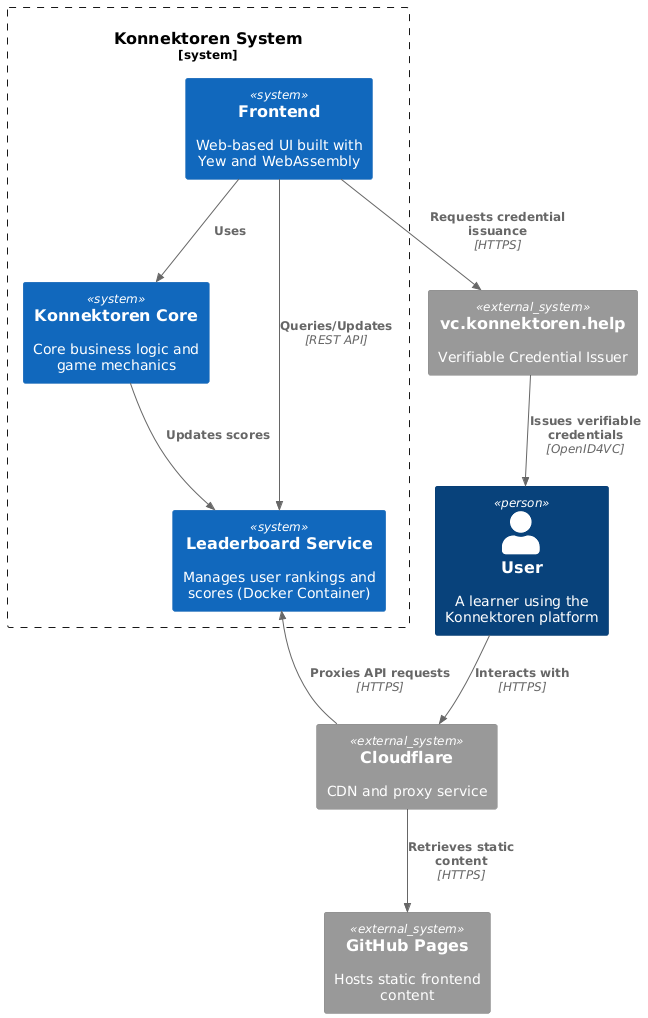 Konnektoren System
[system]
«system»
Frontend
Web-based UI built with
Yew and WebAssembly
Uses
Queries/Updates
[REST API]
Requests credential
issuance
[HTTPS]
«system»
Konnektoren Core
Core business logic and
game mechanics
«external_system»
vc.konnektoren.help
Verifiable Credential Issuer
Updates scores
Issues verifiable
credentials
[OpenID4VC]
«system»
Leaderboard Service
Manages user rankings and
scores (Docker Container)
«person»
User
A learner using the
Konnektoren platform
Proxies API requests
[HTTPS]
Interacts with
[HTTPS]
«external_system»
Cloudflare
CDN and proxy service
Retrieves static
content
[HTTPS]
«external_system»
GitHub Pages
Hosts static frontend
content